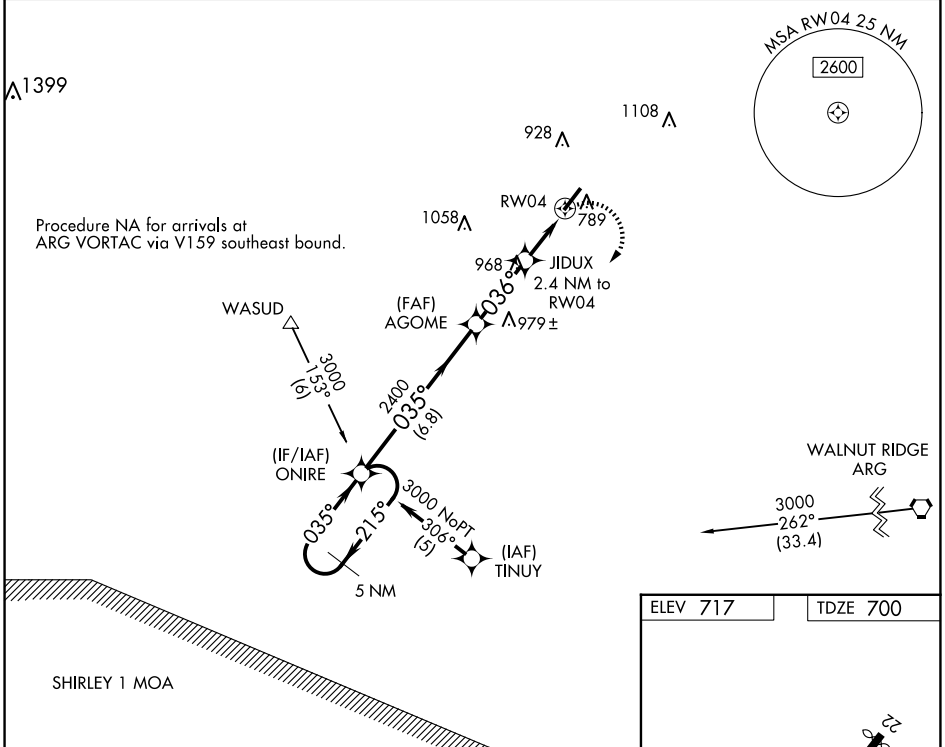 MSA RW04 25 NM
2600
1399
1108
928
RW04
789
1058
Procedure NA for arrivals at
ARG VORTAC via V159 southeast bound.
968
JIDUX
2.4 NM to
RW04
036°
(FAF)
AGOME
979±
WASUD
3000
153°
(6)
2400
035°
(6.8)
(IF/IAF)
ONIRE
WALNUT RIDGE
ARG
3000
262°
(33.4)
3000 NoPT
306°
(5)
035°
215°
(IAF)
TINUY
5 NM
ELEV 717
TDZE 700
SHIRLEY 1 MOA
22